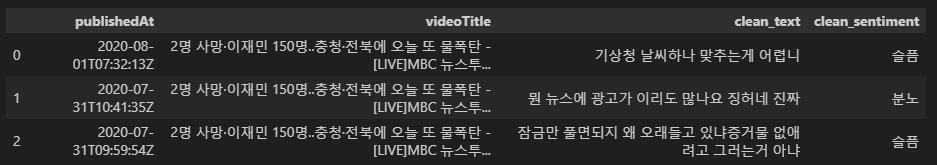 publishedAt videoTitle clean_text clean_sentiment
0 2020-08-01T07:32:13Z 2명 사망·이재민 150명..충청·전북에 오늘 또 물폭탄 - [LIVE]MBC 뉴스투... 기상청 날씨하나 맞추는게 어렵니 슬픔
1 2020-07-31T10:41:35Z 2명 사망·이재민 150명..충청·전북에 오늘 또 물폭탄 - [LIVE]MBC 뉴스투... 뭔 뉴스에 광고가 이리도 많나요 징허네 진짜 분노
2 2020-07-31T09:59:54Z 2명 사망·이재민 150명..충청·전북에 오늘 또 물폭탄 - [LIVE]MBC 뉴스투... 잠금만 풀면되지 왜 오래들고 있냐증거물 없애려고 그러는거 아냐 슬픔